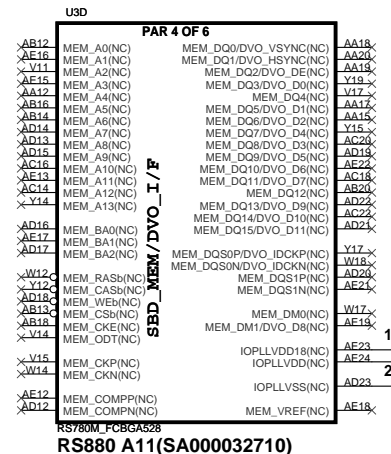 U3D
PAR 4 OF 6
AB12 MEM_A0(NC) MEM_DQ0/DVO_VSYNC(NC) AA18
AE16 MEM_A1(NC) MEM_DQ1/DVO_HSYNC(NC) AA20
V11 MEM_A2(NC) MEM_DQ2/DVO_DE(NC) AA19
AE15 MEM_A3(NC) MEM_DQ3/DVO_D0(NC) Y19
AA12 MEM_A4(NC) MEM_DQ4(NC) V17
AB16 MEM_A5(NC) MEM_DQ5/DVO_D1(NC) AA17
AB14 MEM_A6(NC) MEM_DQ6/DVO_D2(NC) AA15
AD14 MEM_A7(NC) MEM_DQ7/DVO_D4(NC) Y15
AD13 MEM_A8(NC) MEM_DQ8/DVO_D3(NC) AC20
AD15 MEM_A9(NC) MEM_DQ9/DVO_D5(NC) AD19
AC16 MEM_A10(NC) MEM_DQ10/DVO_D6(NC) AE22
AE13 MEM_A11(NC) MEM_DQ11/DVO_D7(NC) AC18
AC14 MEM_A12(NC) MEM_DQ12(NC) AB20
Y14 MEM_A13(NC) MEM_DQ13/DVO_D9(NC) AD22
MEM_DQ14/DVO_D10(NC) AC22
AD16 MEM_BA0(NC) MEM_DQ15/DVO_D11(NC) AD21
AE17 MEM_BA1(NC)
AD17 MEM_BA2(NC) MEM_DQS0P/DVO_IDCKP(NC) Y17
MEM_DQS0N/DVO_IDCKN(NC) W18
W12 MEM_RASb(NC) MEM_DQS1P(NC) AD20
Y12 MEM_CASb(NC) MEM_DQS1N(NC) AE21
AD18 MEM_WEb(NC)
AB13 MEM_CSb(NC) MEM_DM0(NC) W17
AB18 MEM_CKE(NC) MEM_DM1/DVO_D8(NC) AE19
V14 MEM_ODT(NC)
IOPLLVDD18(NC) AE23 1
V15 MEM_CKP(NC) IOPLLVDD(NC) AE24
W14 MEM_CKN(NC) 2
IOPLLVSS(NC) AD23
AE12 MEM_COMPP(NC)
AD12 MEM_COMPN(NC) MEM_VREF(NC) AE18
SBD_MEM/DVO_I/F
RS780M_FCBGA528
RS880 A11(SA000032710)